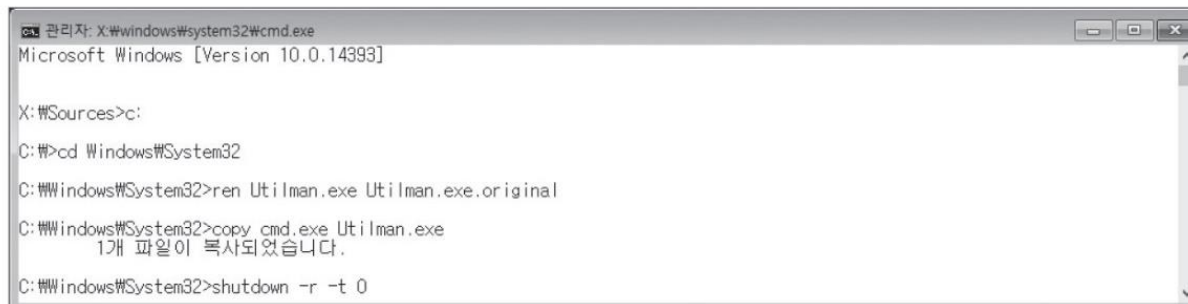 관리자: X:₩windows₩system32₩cmd.exe
Microsoft Windows [Version 10.0.14393]
X:₩Sources>c:
C:₩>cd Windows₩System32
C:₩Windows₩System32>ren Utilman.exe Utilman.exe.original
C:₩Windows₩System32>copy cmd.exe Utilman.exe
1개 파일이 복사되었습니다.
C:₩Windows₩System32>shutdown -r -t 0